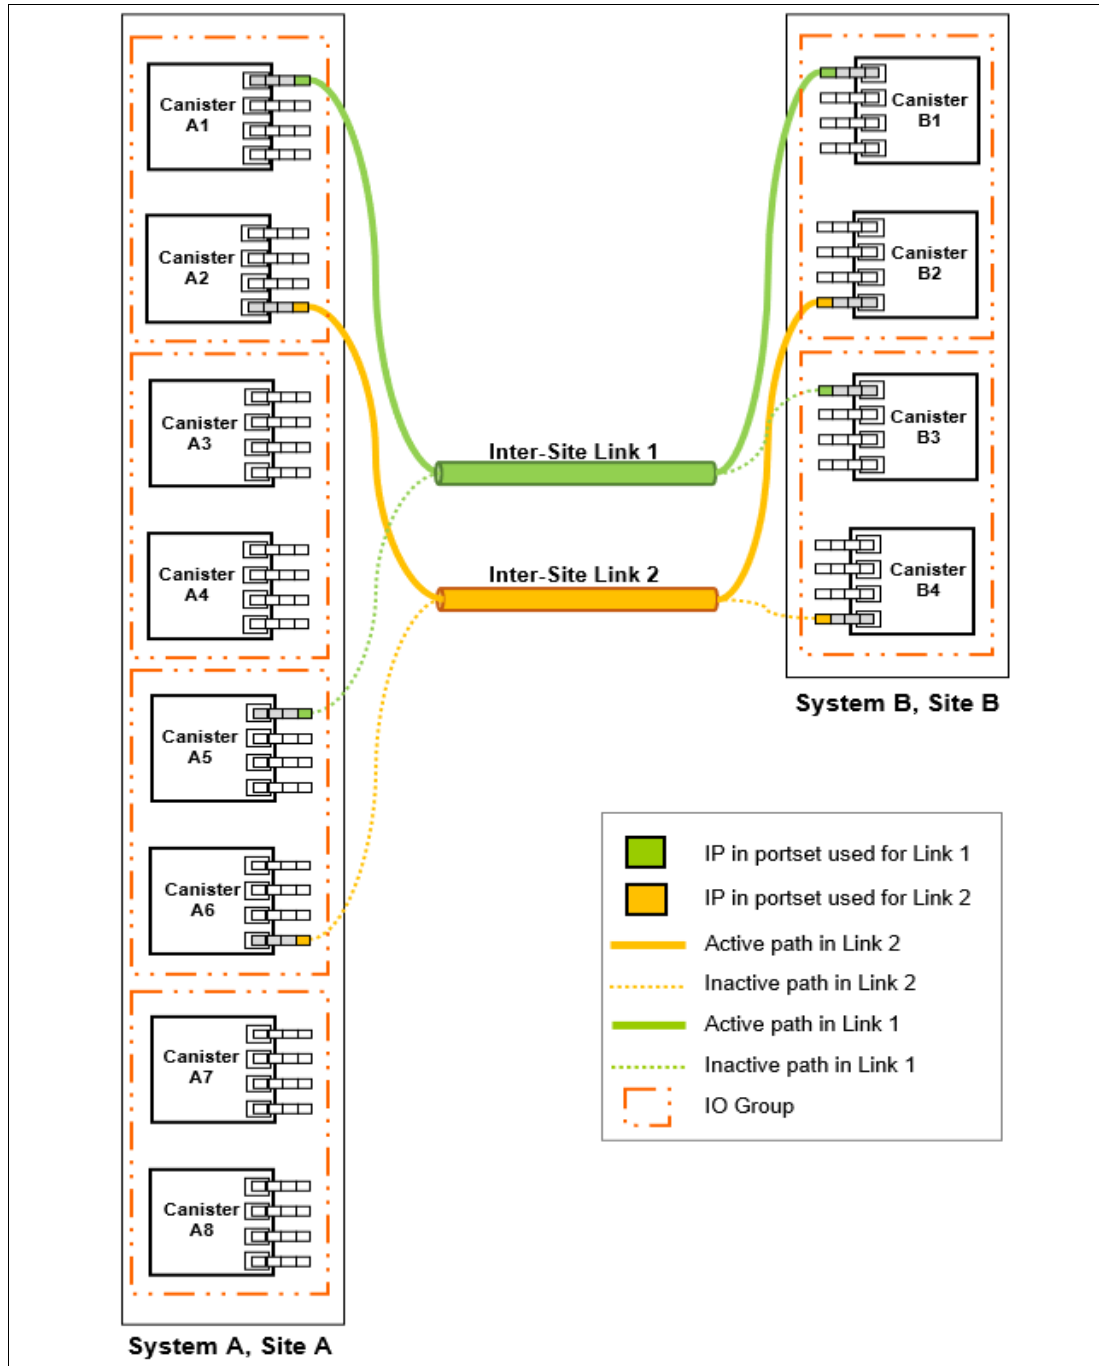 Canister
A1
Canister
A2
Canister
A3
Canister
A4
Canister
A5
Canister
A6
Canister
A7
Canister
A8
System A, Site A
Inter-Site Link 1
Inter-Site Link 2
Canister
B1
Canister
B2
Canister
B3
Canister
B4
System B, Site B
IP in portset used for Link 1
IP in portset used for Link 2
Active path in Link 2
Inactive path in Link 2
Active path in Link 1
Inactive path in Link 1
IO Group